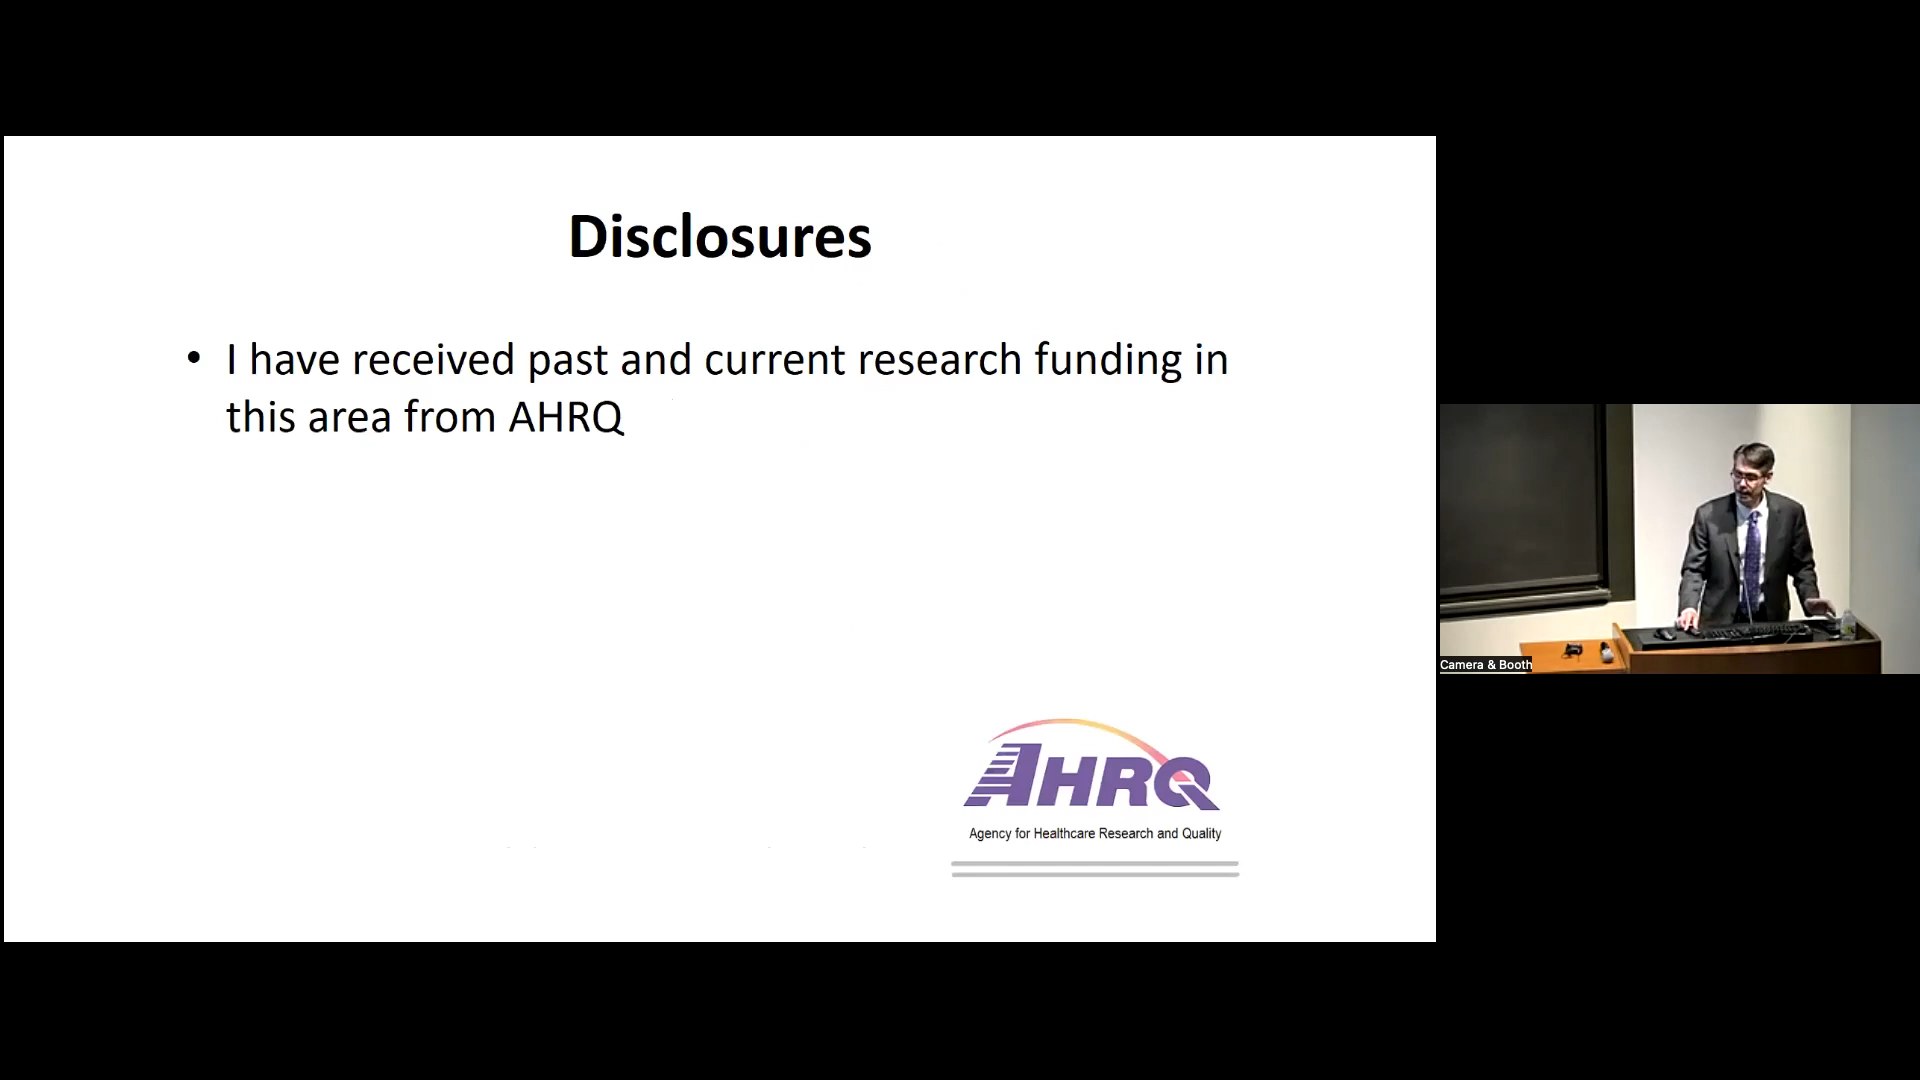 Disclosures
• I have received past and current research funding in
this area from AHRQ
AHRQ
Agency for Healthcare Research and Quality
Camera & Booth